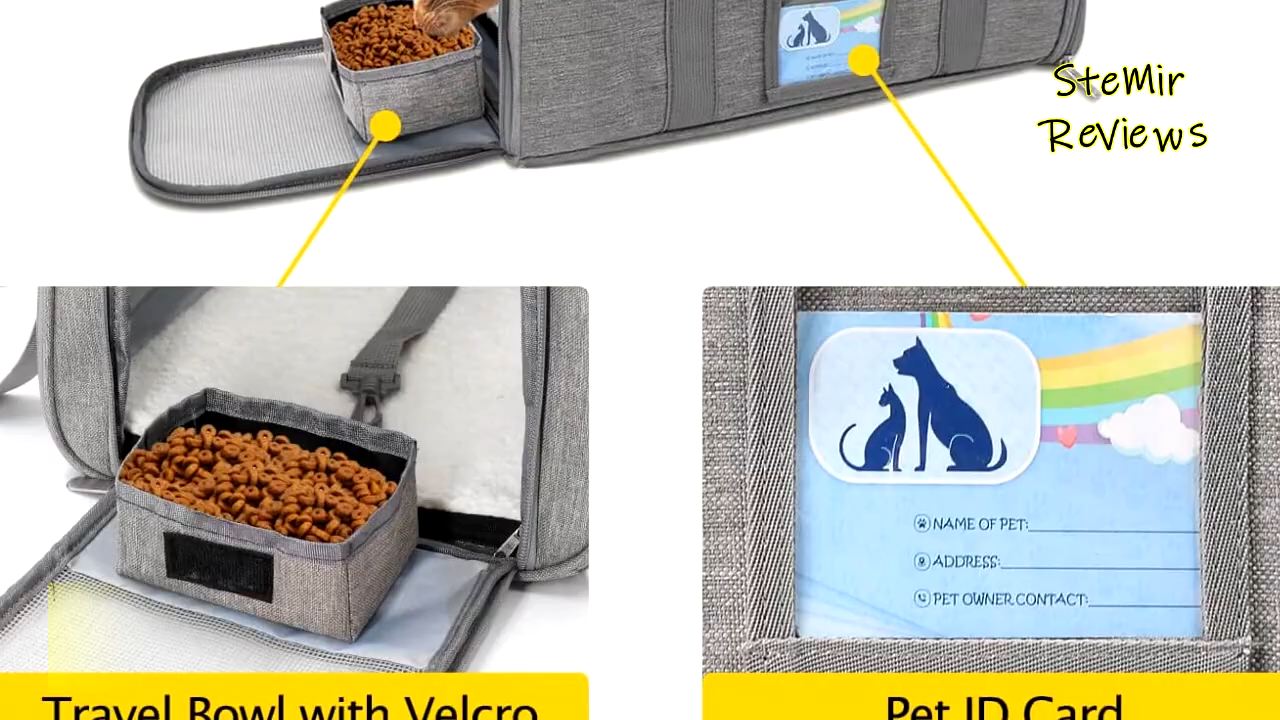 SteMir
Reviews
NAME OF PET:
ADDRESS:
PET OWNER CONTACT:
Travel Bowl with Velcro
Pet ID Card